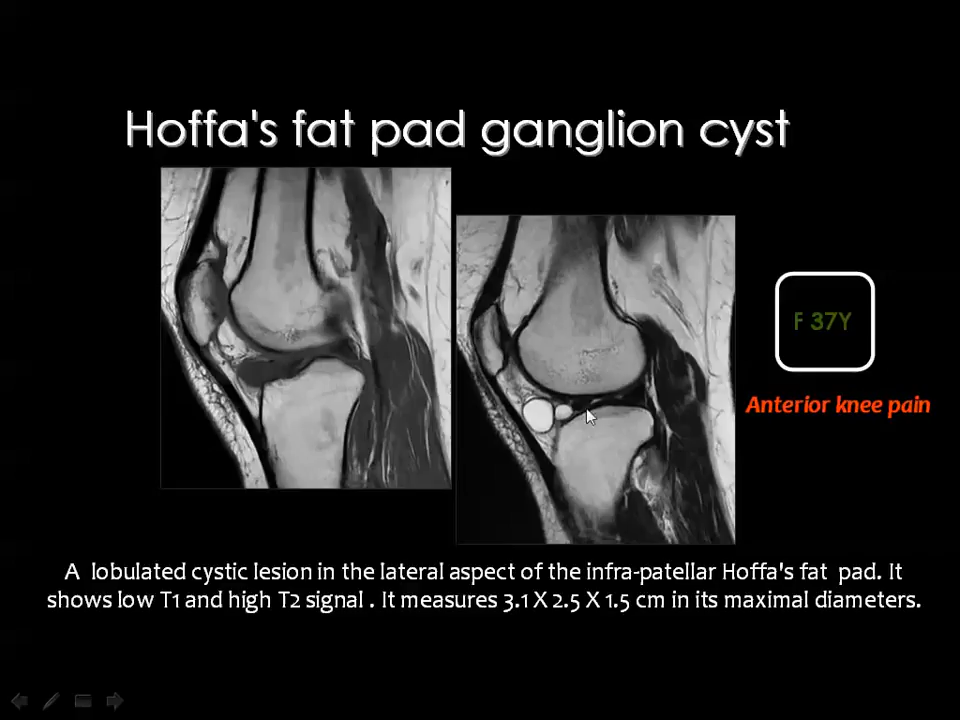 Hoffa's fat pad ganglion cyst
F 37Y
Anterior knee pain
A lobulated cystic lesion in the lateral aspect of the infra-patellar Hoffa's fat pad. It
shows low T1 and high T2 signal . It measures 3.1 X 2.5 X 1.5 cm in its maximal diameters.